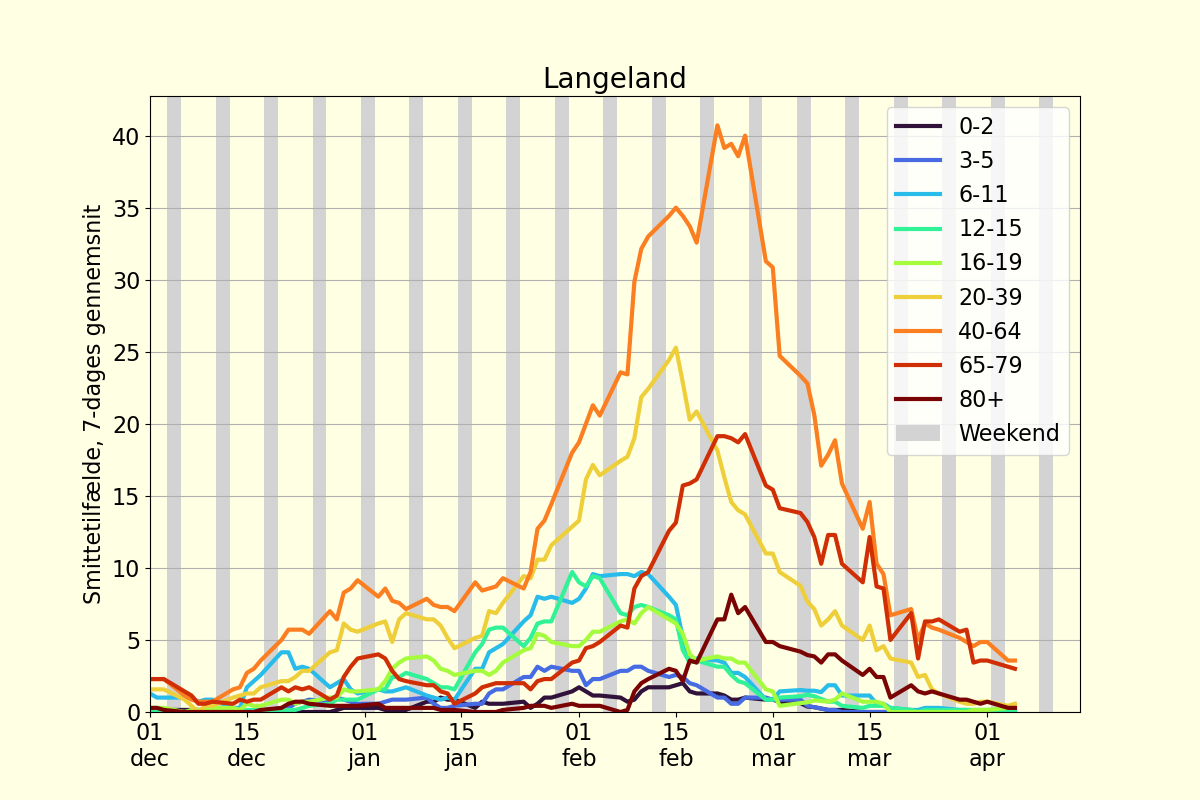 Langeland
Smittetilfælde, 7-dages gennemsnit
40
35
30
25
20
15
10
5
0
01 dec
15 dec
01 jan
15 jan
01 feb
15 feb
01 mar
15 mar
01 apr
0-2
3-5
6-11
12-15
16-19
20-39
40-64
65-79
80+
Weekend